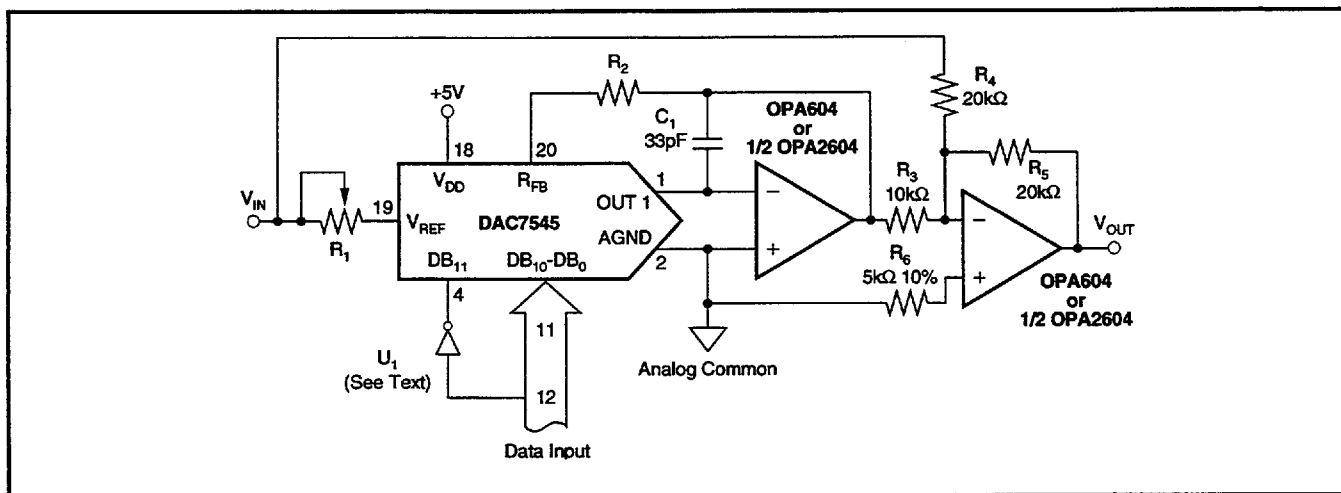 R2
R4
20kΩ
+5V
C1
33pF
OPA604
or
1/2 OPA2604
18
20
VDD
RFB
1
R3
10kΩ
R5
20kΩ
VIN
19
VREF
OUT 1
DAC7545
−
−
VOUT
R1
AGND
+
R6
5kΩ 10%
+
DB11
DB10-DB0
2
4
OPA604
or
1/2 OPA2604
11
U1
(See Text)
Analog Common
12
Data Input